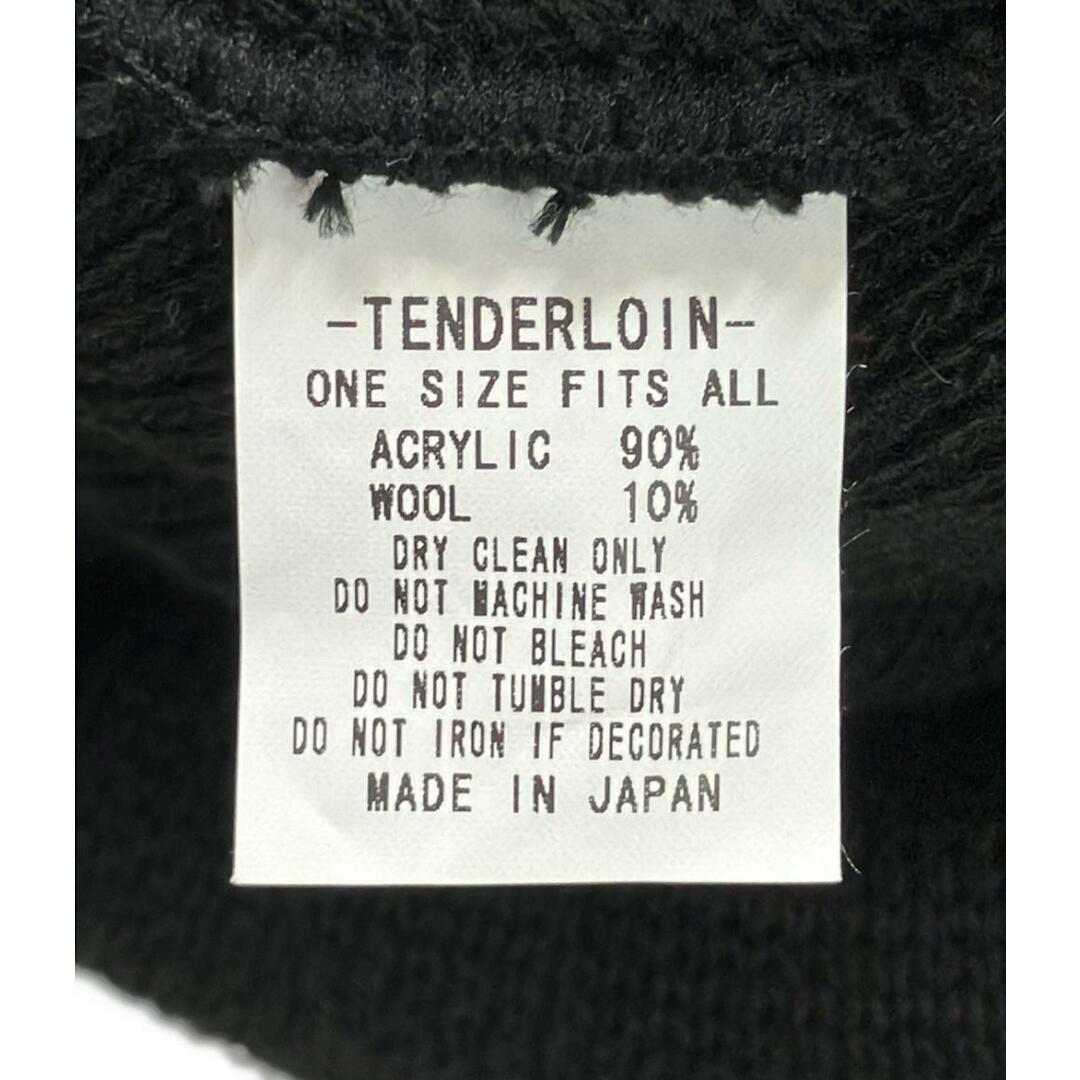 -TENDERLOIN-
ONE SIZE FITS ALL
ACRYLIC 90%
WOOL 10%
DRY CLEAN ONLY
DO NOT MACHINE WASH
DO NOT BLEACH
DO NOT TUMBLE DRY
DO NOT IRON IF DECORATED
MADE IN JAPAN